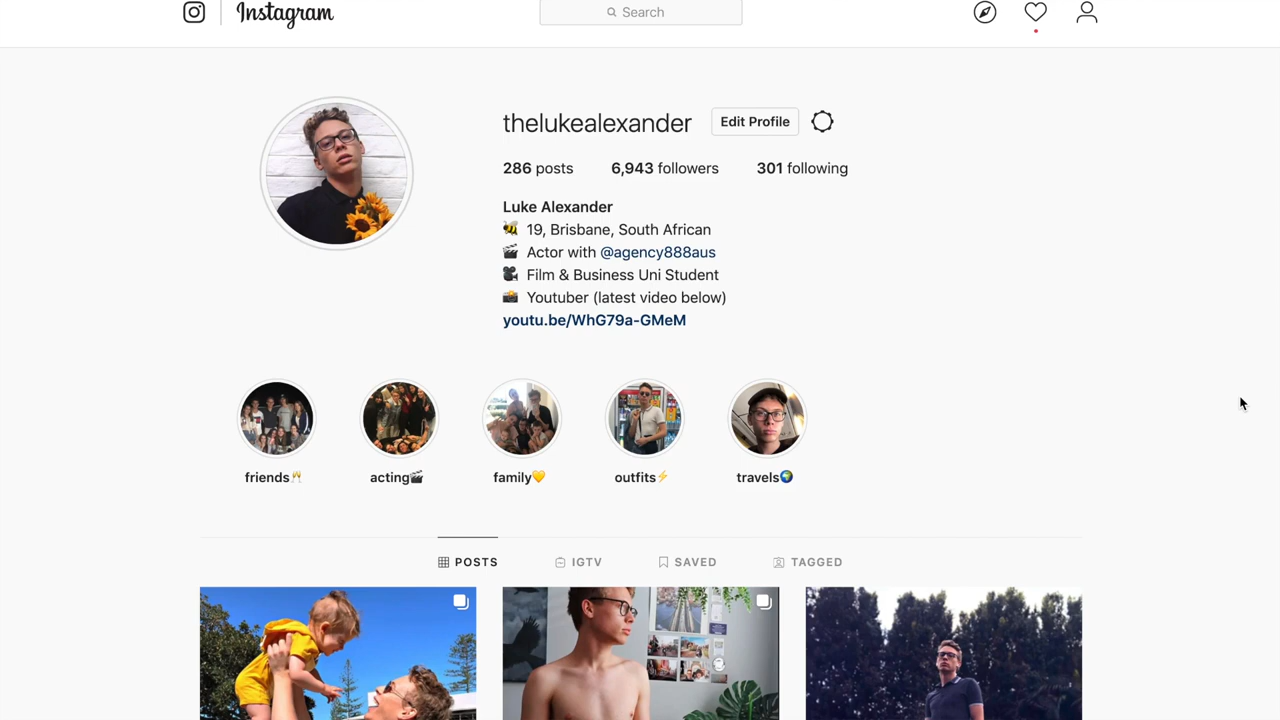 Instagram
Search
thelukealexander Edit Profile
286 posts 6,943 followers 301 following
Luke Alexander
🐝 19, Brisbane, South African
🎬 Actor with @agency888aus
🎥 Film & Business Uni Student
📸 Youtuber (latest video below)
youtu.be/WhG79a-GMeM
friends🥂 acting🎬 family💛 outfits⚡ travels🌍
POSTS IGTV SAVED TAGGED